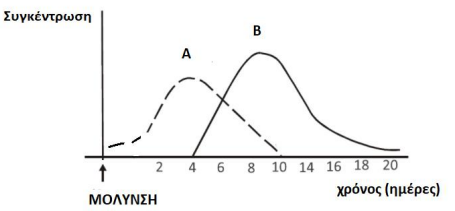 Συγκέντρωση
B
A
2 4 6 8 10 14 16 18 20
χρόνος (ημέρες)
ΜΟΛΥΝΣΗ